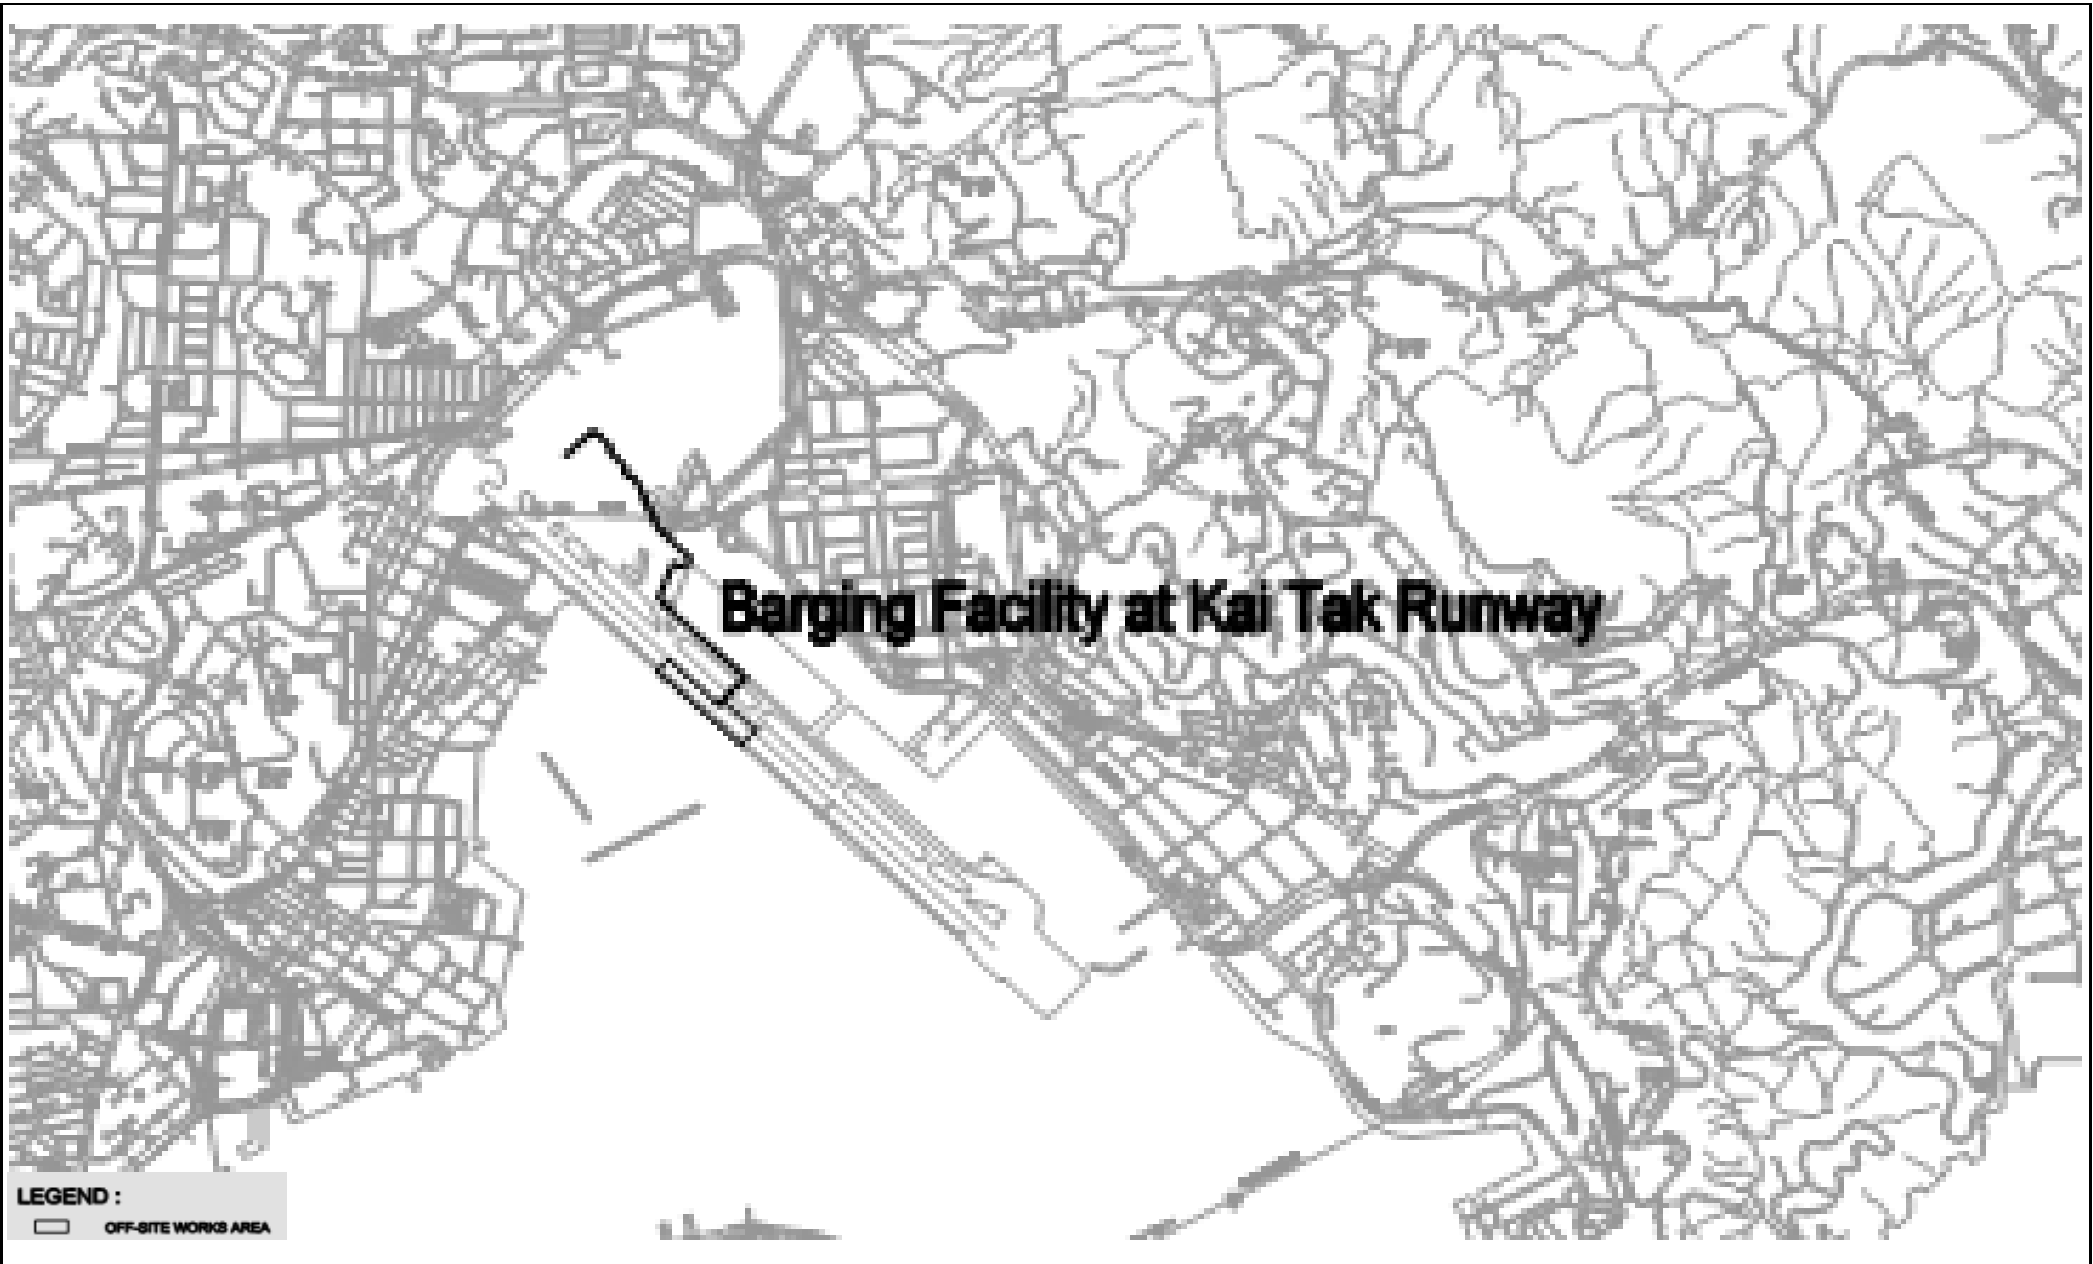 Barging Facility at Kai Tak Runway
LEGEND :
OFF-SITE WORKS AREA